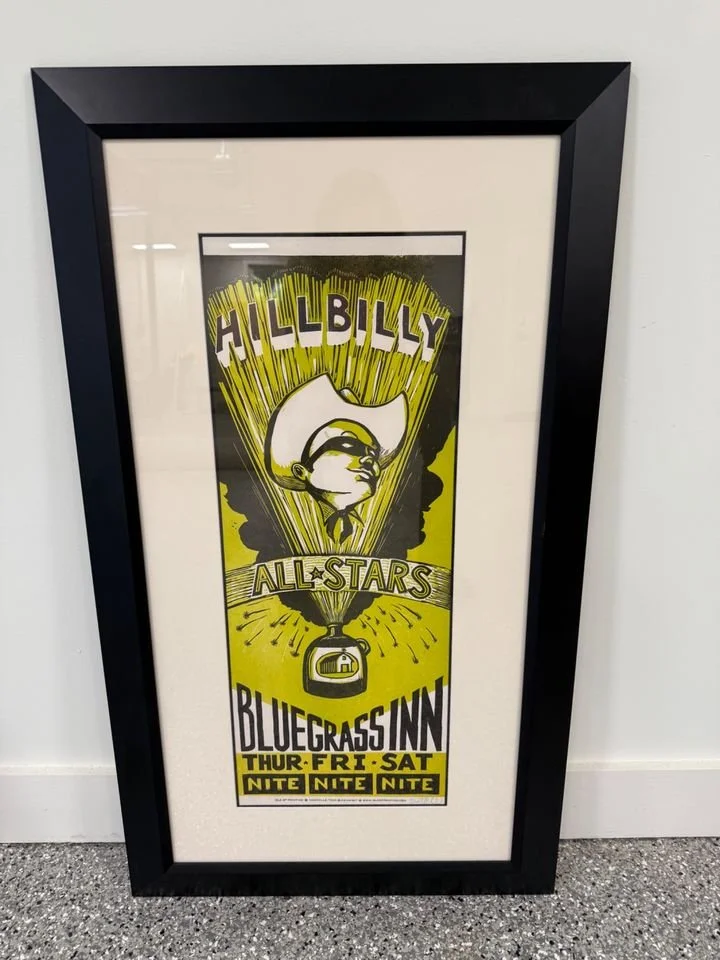 HILLBILLY
ALL★STARS
BLUEGRASS INN
THUR·FRI·SAT
NITE NITE NITE